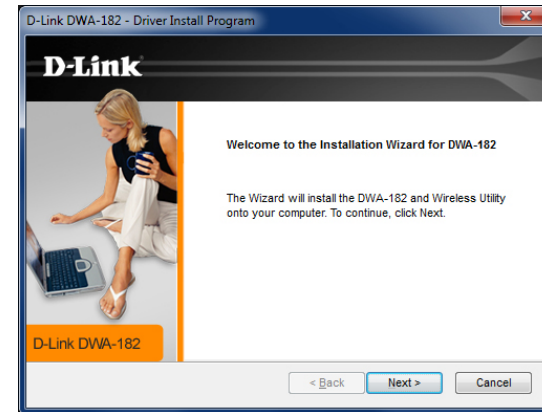 D-Link DWA-182 - Driver Install Program
D-Link
Welcome to the Installation Wizard for DWA-182
The Wizard will install the DWA-182 and Wireless Utility
onto your computer. To continue, click Next.
D-Link DWA-182
< Back
Next >
Cancel